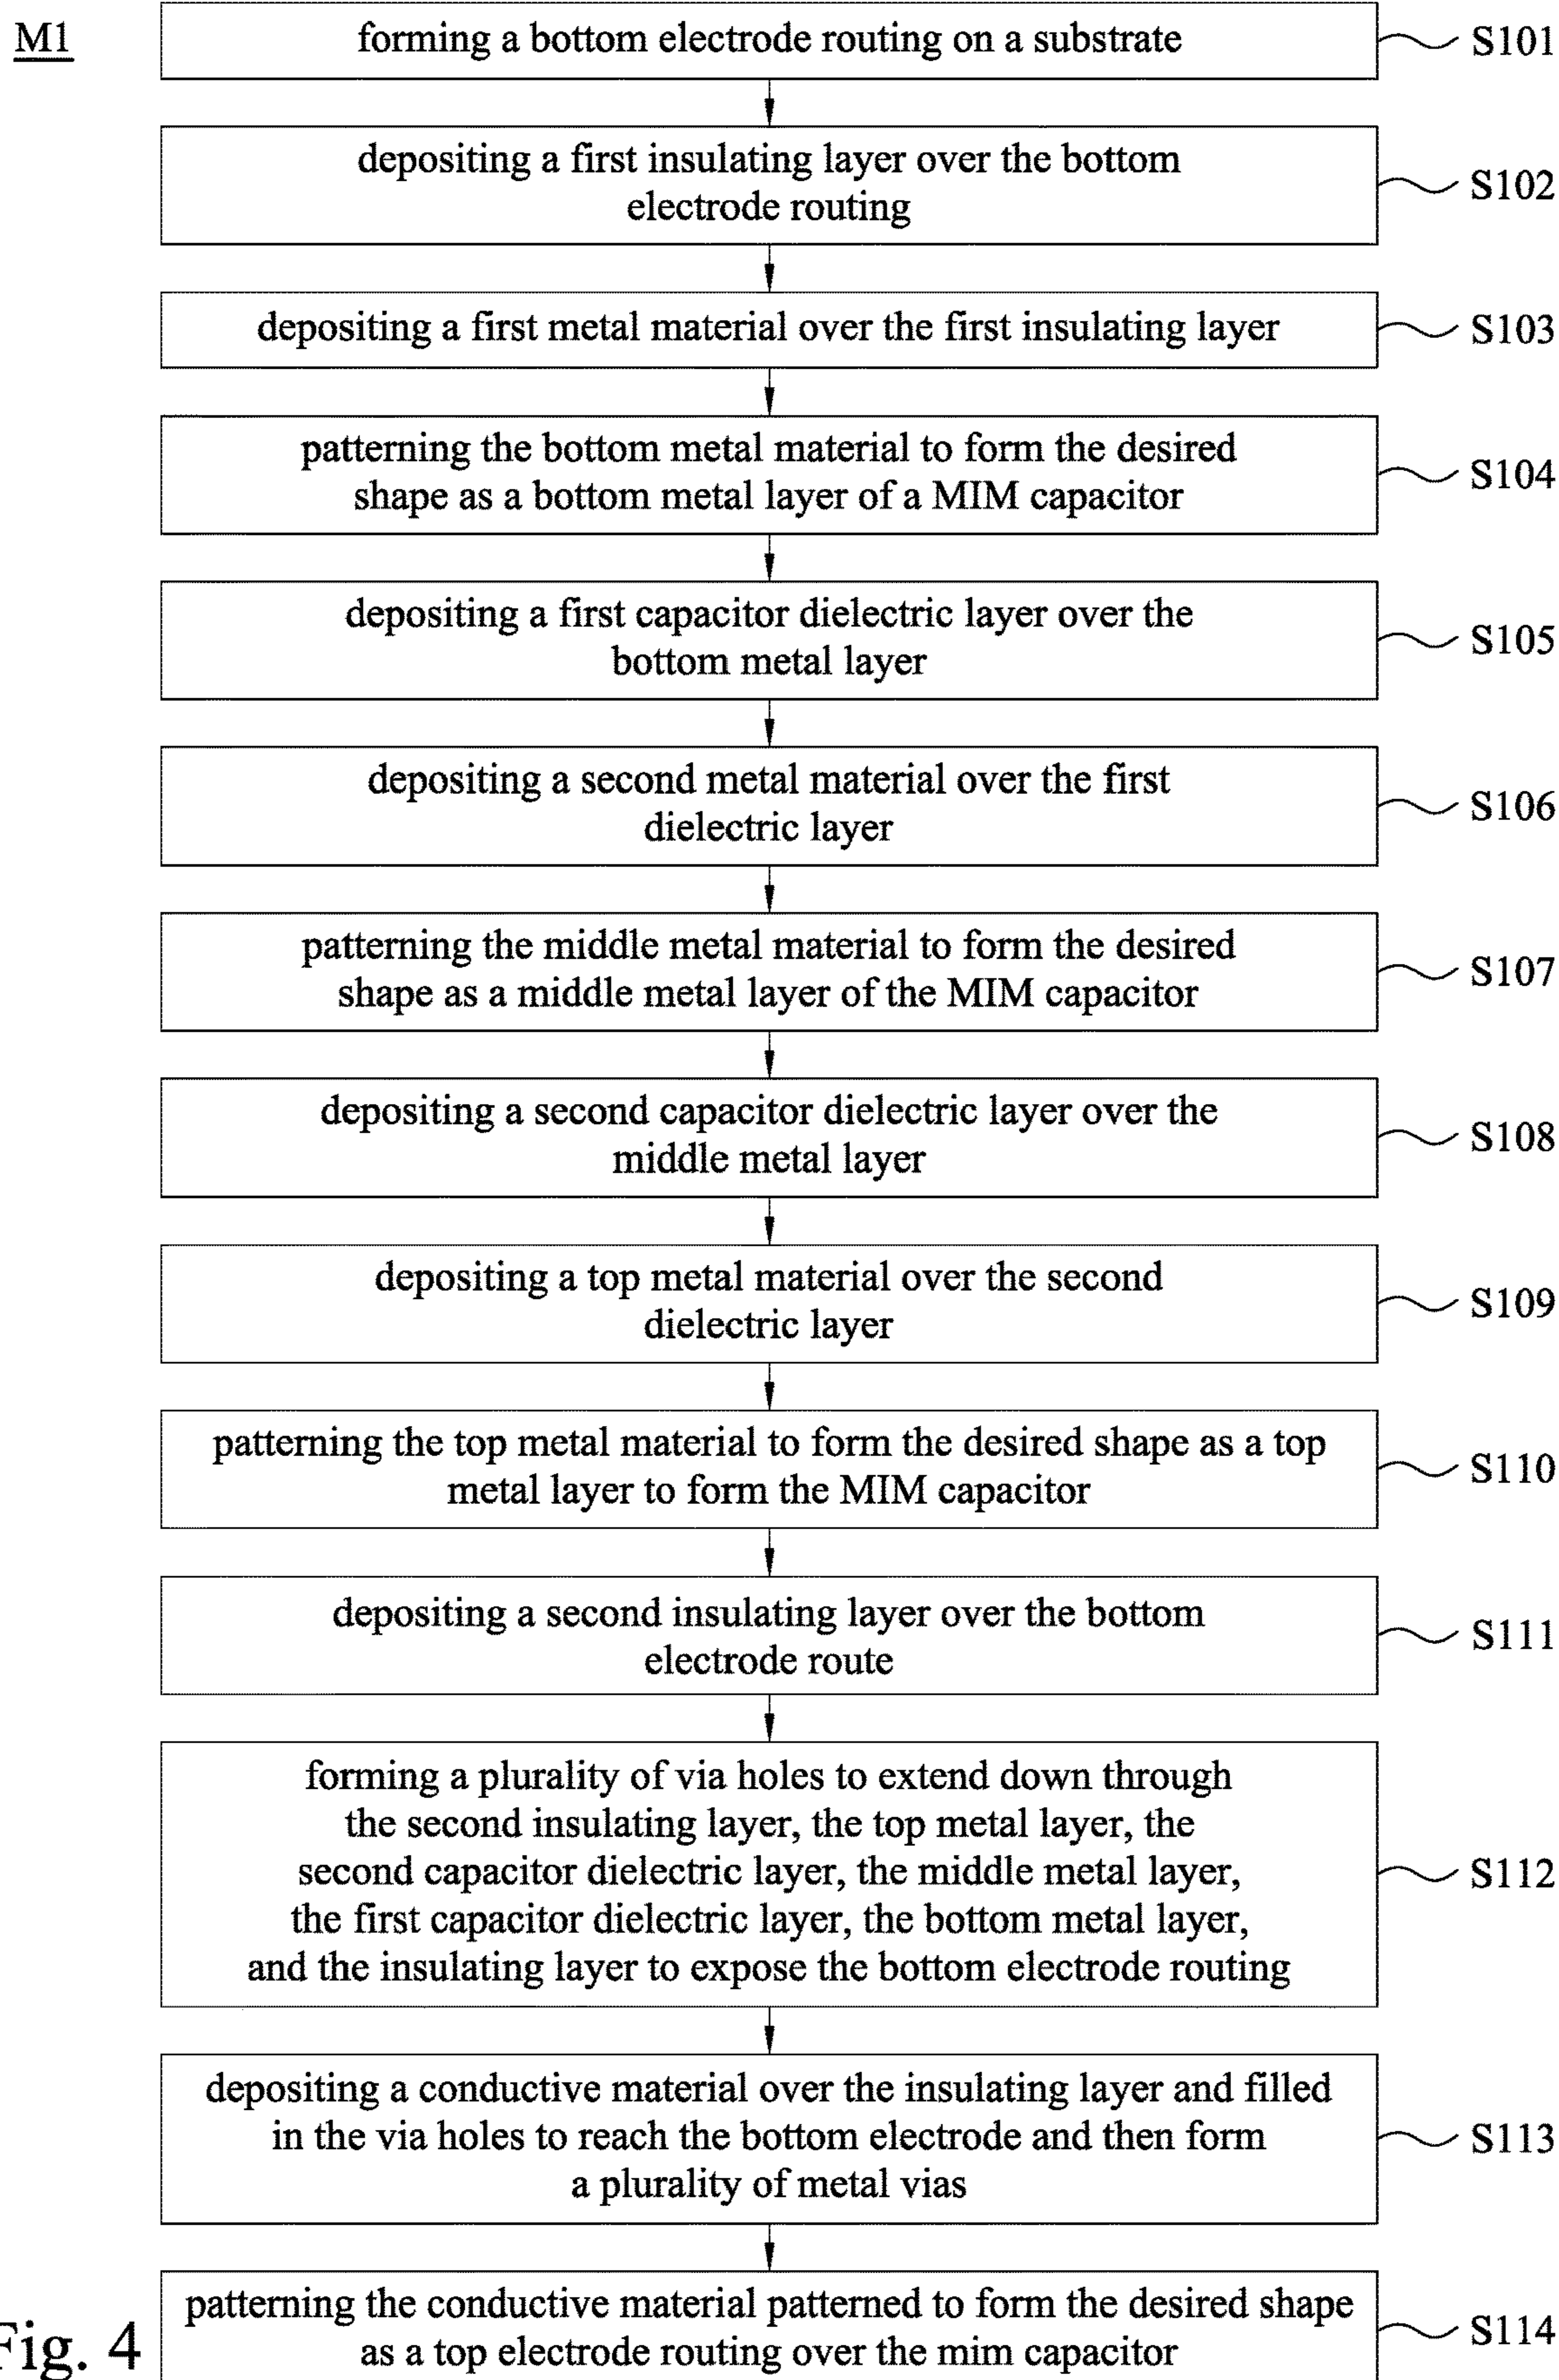 M1
forming a bottom electrode routing on a substrate
S101
depositing a first insulating layer over the bottom
electrode routing
S102
depositing a first metal material over the first insulating layer
S103
patterning the bottom metal material to form the desired
shape as a bottom metal layer of a MIM capacitor
S104
depositing a first capacitor dielectric layer over the
bottom metal layer
S105
depositing a second metal material over the first
dielectric layer
S106
patterning the middle metal material to form the desired
shape as a middle metal layer of the MIM capacitor
S107
depositing a second capacitor dielectric layer over the
middle metal layer
S108
depositing a top metal material over the second
dielectric layer
S109
patterning the top metal material to form the desired shape as a top
metal layer to form the MIM capacitor
S110
depositing a second insulating layer over the bottom
electrode route
S111
forming a plurality of via holes to extend down through
the second insulating layer, the top metal layer, the
second capacitor dielectric layer, the middle metal layer,
the first capacitor dielectric layer, the bottom metal layer,
and the insulating layer to expose the bottom electrode routing
S112
depositing a conductive material over the insulating layer and filled
in the via holes to reach the bottom electrode and then form
a plurality of metal vias
S113
patterning the conductive material patterned to form the desired shape
as a top electrode routing over the mim capacitor
S114
Fig. 4